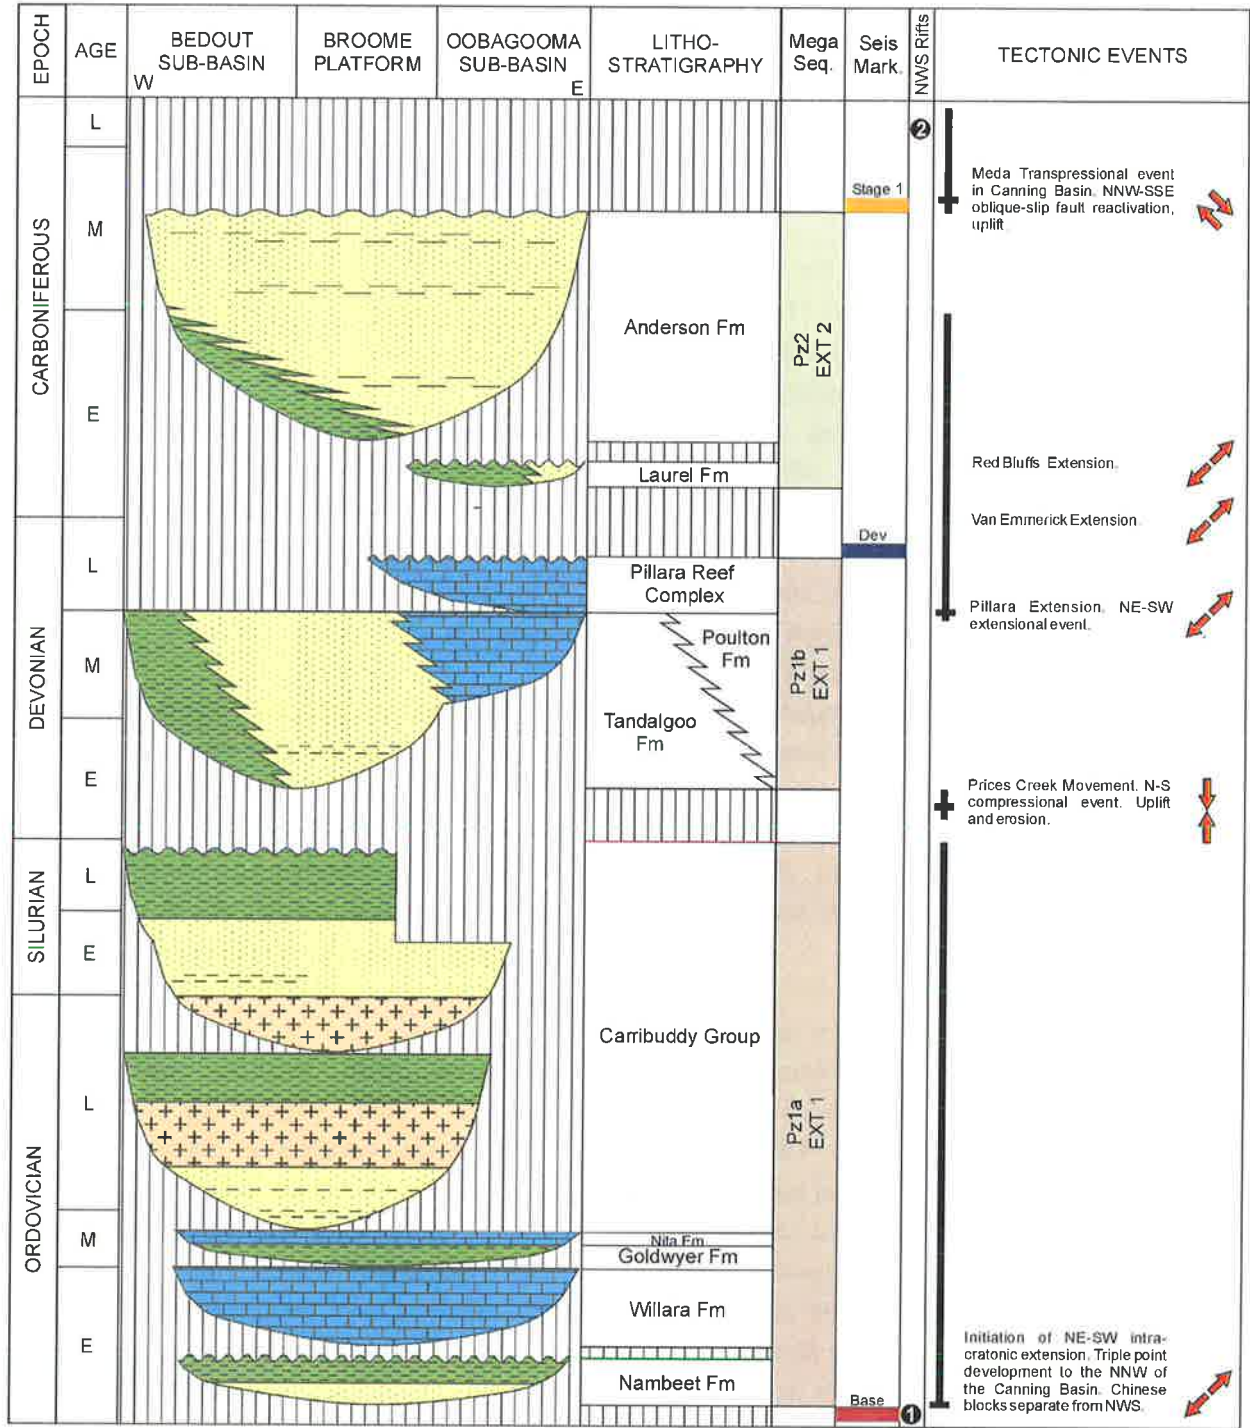 EPOCH
AGE
BEDOUT
SUB-BASIN
W
BROOME
PLATFORM
OOBAGOOMA
SUB-BASIN
E
LITHO-
STRATIGRAPHY
Mega
Seq.
Seis
Mark.
NWS Rifts
TECTONIC EVENTS
CARBONIFEROUS
L
M
E
DEVONIAN
L
M
E
SILURIAN
L
E
ORDOVICIAN
L
M
E
Anderson Fm
Laurel Fm
Pillara Reef
Complex
Poulton
Fm
Tandalgoo
Fm
Carribuddy Group
Nita Fm
Goldwyer Fm
Willara Fm
Nambeet Fm
Pz2
EXT 2
Pz1b
EXT 1
Pz1a
EXT 1
Stage 1
Dev
Base
2
1
Meda Transpressional event
in Canning Basin. NNW-SSE
oblique-slip fault reactivation,
uplift
Red Bluffs Extension.
Van Emmerick Extension
Pillara Extension. NE-SW
extensional event.
Prices Creek Movement. N-S
compressional event. Uplift
and erosion.
Initiation of NE-SW intra-
cratonic extension. Triple point
development to the NNW of
the Canning Basin. Chinese
blocks separate from NWS.